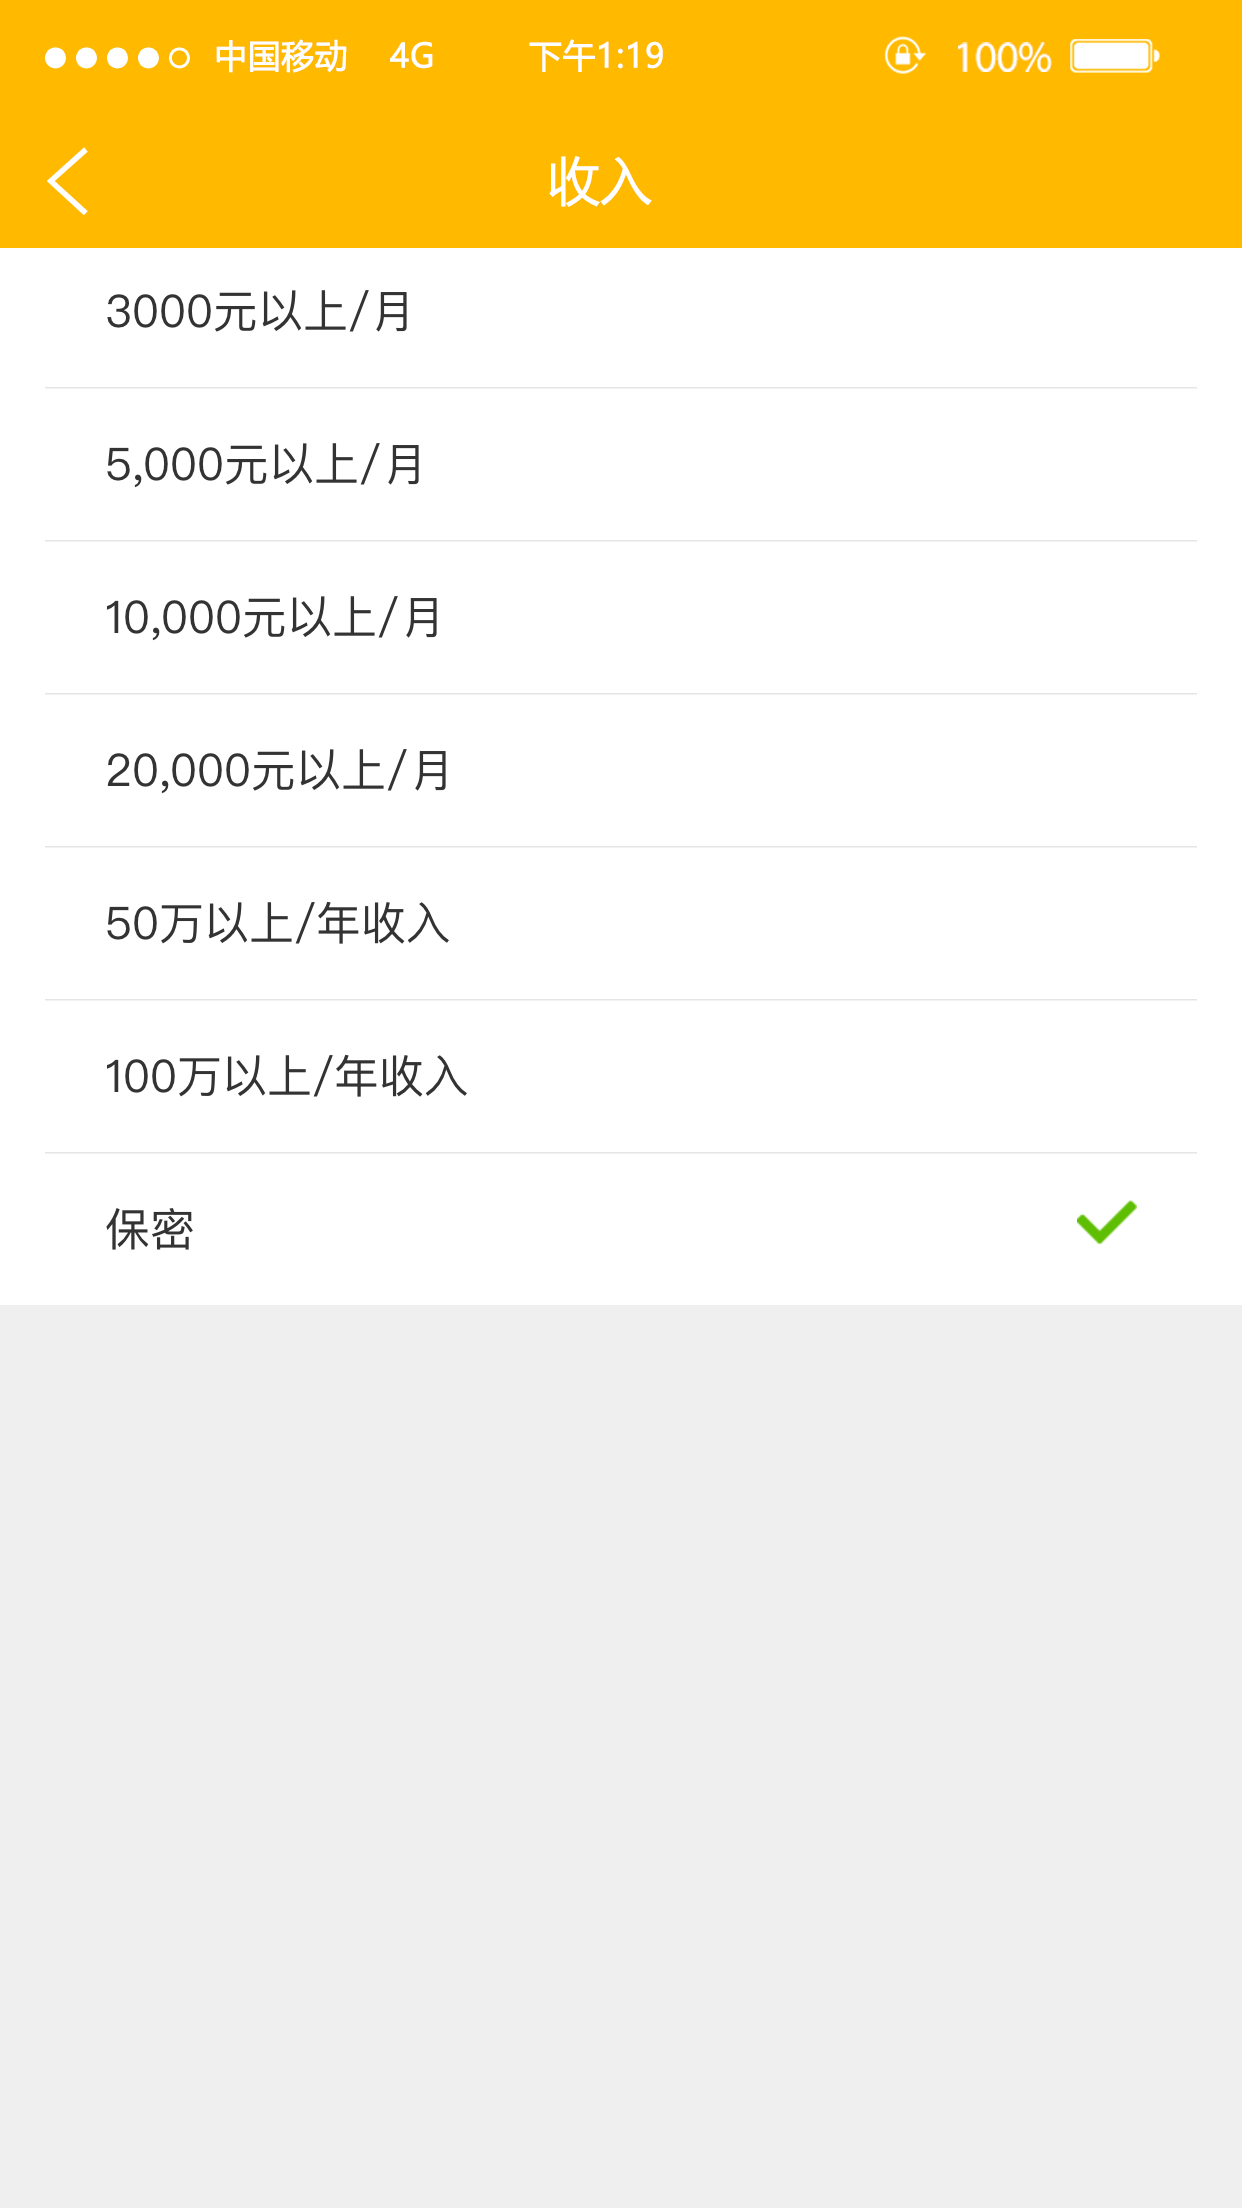 中国移动 4G 下午1:19 100%
收入
3000元以上/月
5,000元以上/月
10,000元以上/月
20,000元以上/月
50万以上/年收入
100万以上/年收入
保密